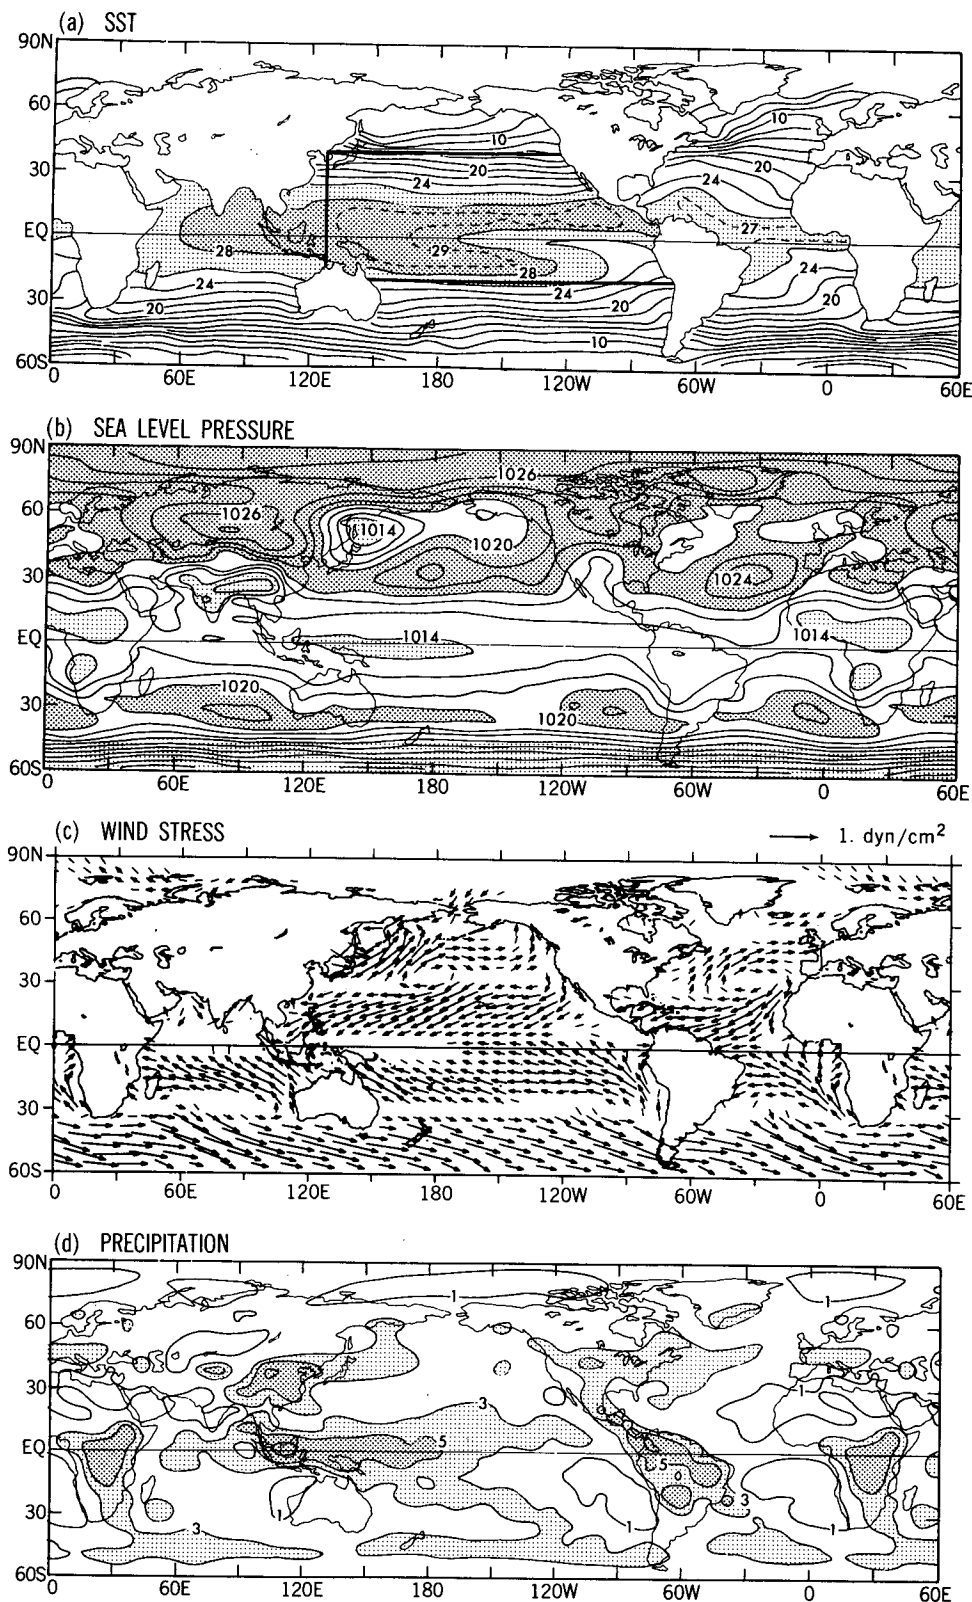 (a) SST
90N
60
30
EQ
30
60S
10
20
24
28
29
28
24
20
10
24
20
10
20
24
27
24
20
0 60E 120E 180 120W 60W 0 60E
(b) SEA LEVEL PRESSURE
90N
60
30
EQ
30
60S
1026
1026
1014
1020
1024
1014
1014
1020
1020
0 60E 120E 180 120W 60W 0 60E
(c) WIND STRESS
1. dyn/cm²
90N
60
30
EQ
30
60S
0 60E 120E 180 120W 60W 0 60E
(d) PRECIPITATION
90N
60
30
EQ
30
60S
1
1
1
3
5
5
3
1
1
1
3
0 60E 120E 180 120W 60W 0 60E